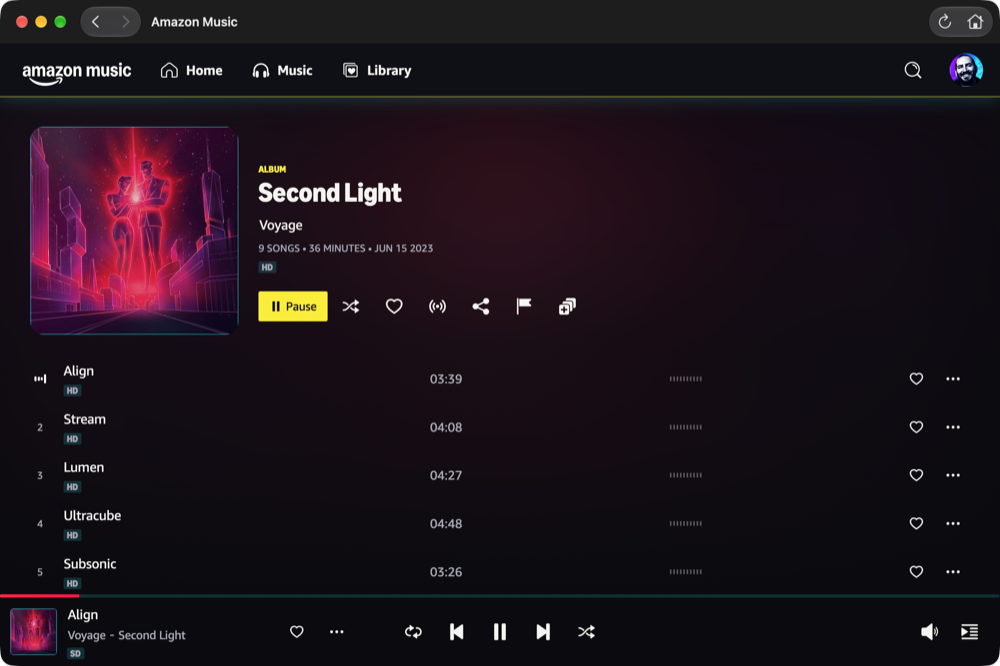 Amazon Music
amazon music
Home
Music
Library
ALBUM
Second Light
Voyage
9 SONGS • 36 MINUTES • JUN 15 2023
HD
Pause
Align
HD
03:39
2
Stream
HD
04:08
3
Lumen
HD
04:27
4
Ultracube
HD
04:48
5
Subsonic
HD
03:26
Align
Voyage - Second Light
SD